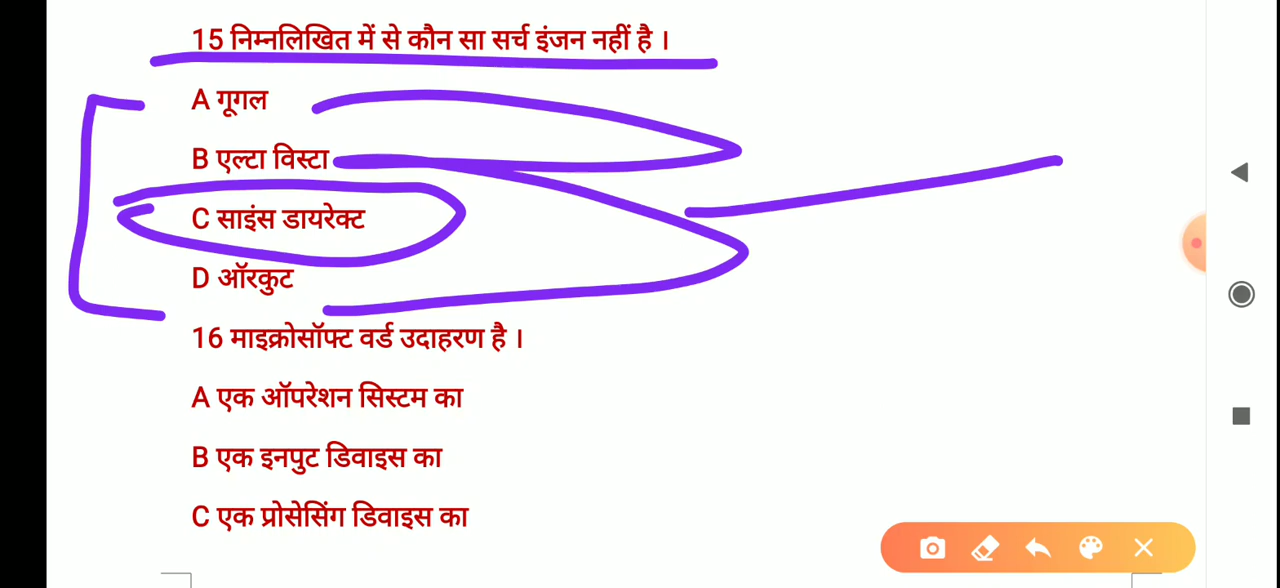 15 निम्नलिखित में से कौन सा सर्च इंजन नहीं है ।
A गूगल
B एल्टा विस्टा
C साइंस डायरेक्ट
D ऑरकुट
16 माइक्रोसॉफ्ट वर्ड उदाहरण है ।
A एक ऑपरेशन सिस्टम का
B एक इनपुट डिवाइस का
C एक प्रोसेसिंग डिवाइस का